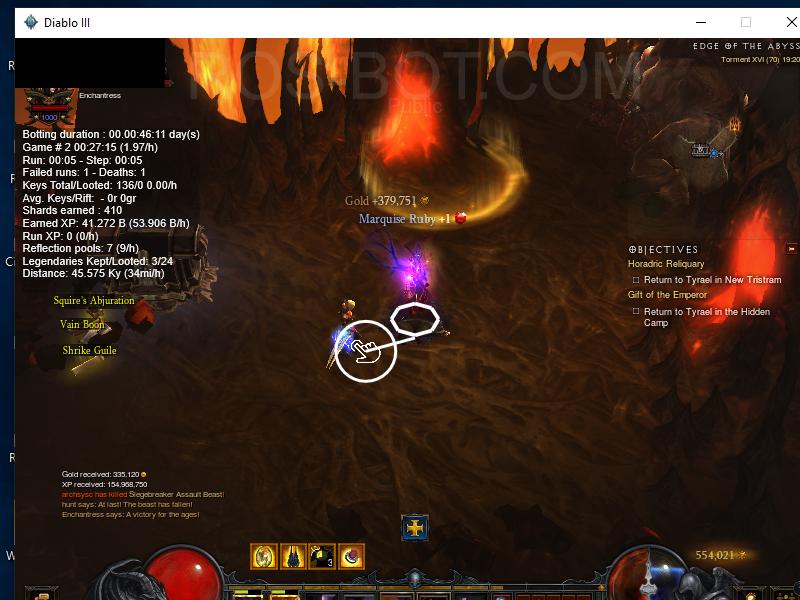 Diablo III
EDGE OF THE ABYSS
Torment XVI (70) 19:20
ROS-BOT.COM
Public
Enchantress
1000
Botting duration : 00.00:46:11 day(s)
Game # 2 00:27:15 (1.97/h)
Run: 00:05 - Step: 00:05
Failed runs: 1 - Deaths: 1
Keys Total/Looted: 136/0 0.00/h
Avg. Keys/Rift: - 0r 0gr
Shards earned : 410
Earned XP: 41.272 B (53.906 B/h)
Run XP: 0 (0/h)
Reflection pools: 7 (9/h)
Legendaries Kept/Looted: 3/24
Distance: 45.575 Ky (34mi/h)
Gold +379,751
Marquise Ruby +1
OBJECTIVES
Horadric Reliquary
Return to Tyrael in New Tristram
Gift of the Emperor
Return to Tyrael in the Hidden
Camp
Squire's Abjuration
Vain Boon
Shrike Guile
Gold received: 335,120
XP received: 154,968,750
archsysc has killed Siegebreaker Assault Beast!
hunt says: At last! The beast has fallen!
Enchantress says: A victory for the ages!
3
554,021